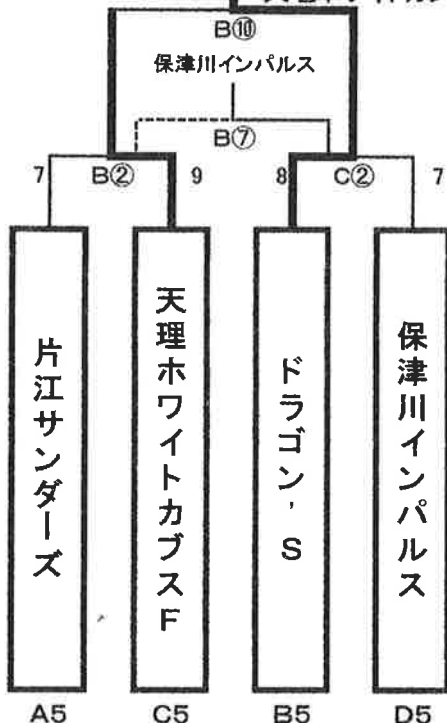 B⑩
保津川インパルス
B⑦
7 B② 9 8 C② 7
片江サンダーズ
天理ホワイトカブスF
ドラゴン'S
保津川インパルス
A5 C5 B5 D5